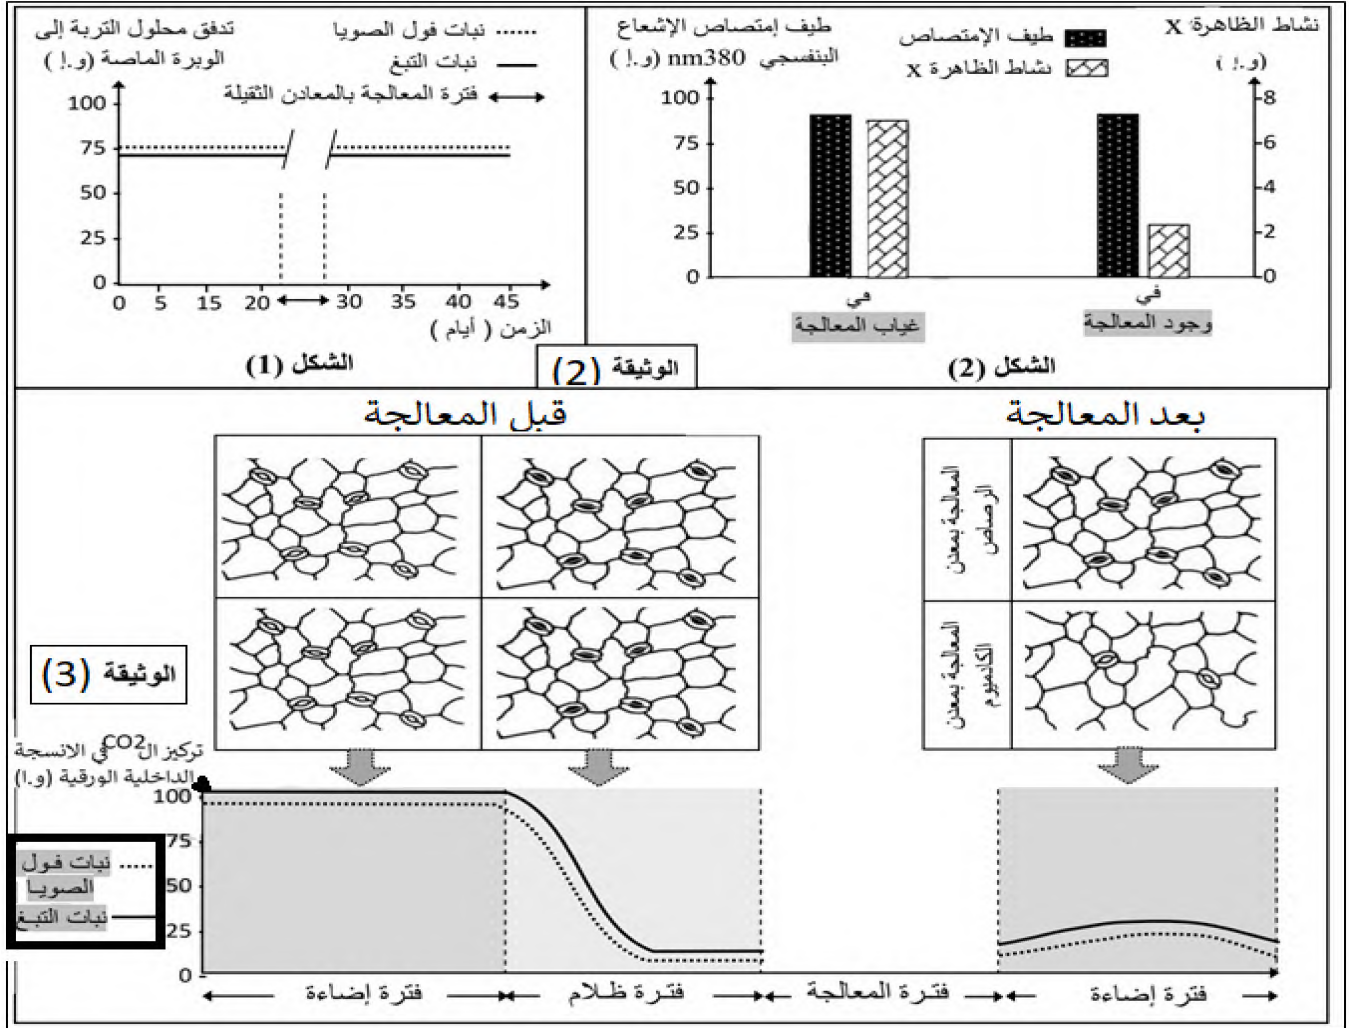 تدفق محلول التربة إلى
الوبرة الماصة (و.إ)
نبات فول الصويا
نبات التبغ
فترة المعالجة بالمعادن الثقيلة
100
75
50
25
0
0 5 15 20 30 35 40 45
الزمن ( أيام )
الشكل (1)
طيف إمتصاص الإشعاع
البنفسجي nm380 (و.إ)
طيف الإمتصاص
نشاط الظاهرة x
نشاط الظاهرة X
(و.إ)
100
75
50
25
0
8
6
4
2
0
في
غياب المعالجة
في
وجود المعالجة
الشكل (2)
الوثيقة (2)
قبل المعالجة
بعد المعالجة
المعالجة بمعدن
الرصاص
المعالجة بمعدن
الكادميوم
الوثيقة (3)
تركيز الCO2في الانسجة
الداخلية الورقية (و.ا)
100
75
50
25
0
نبات فول
الصويا
نبات التبغ
فترة إضاءة
فترة ظلام
فترة المعالجة
فترة إضاءة